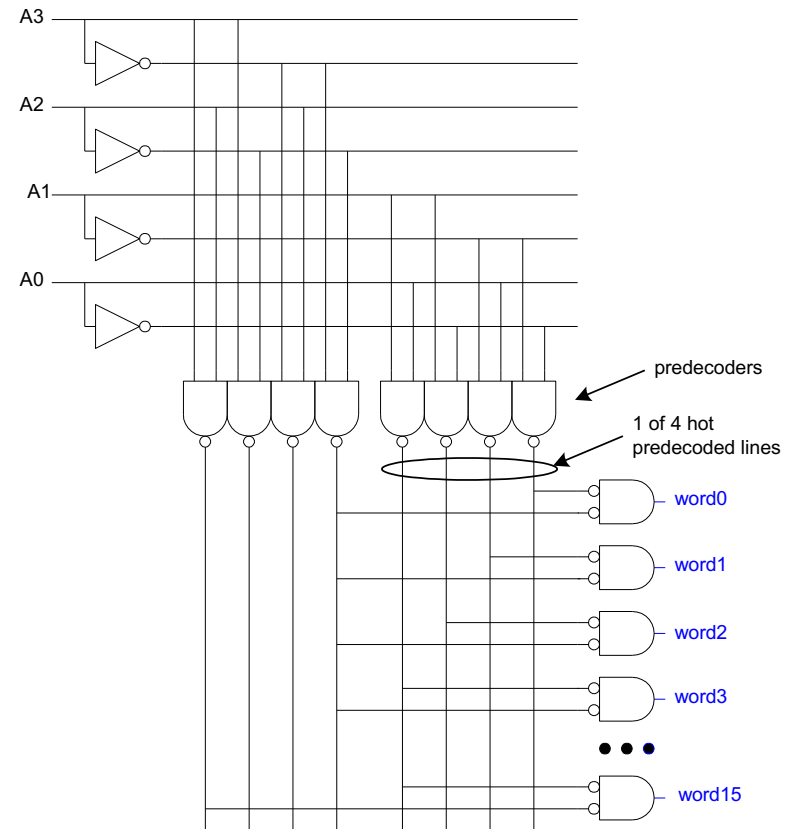 A3
A2
A1
A0
predecoders
1 of 4 hot
predecoded lines
word0
word1
word2
word3
word15